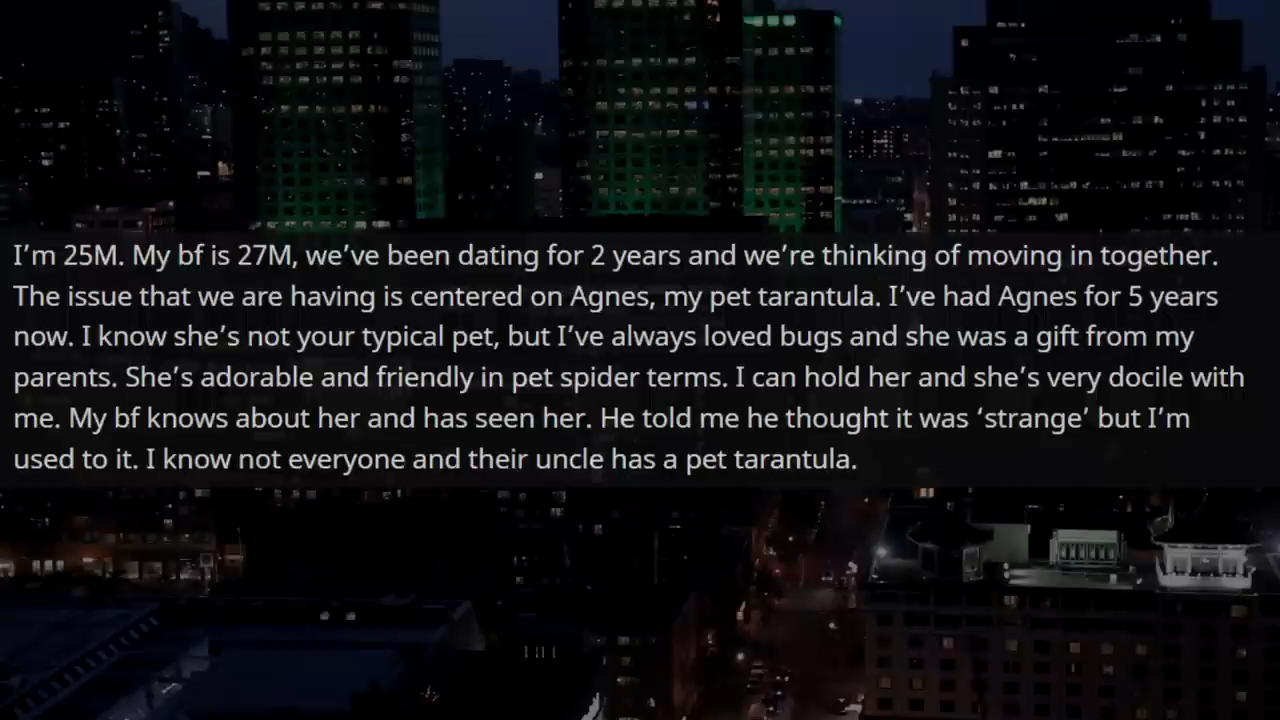 I’m 25M. My bf is 27M, we’ve been dating for 2 years and we’re thinking of moving in together.
The issue that we are having is centered on Agnes, my pet tarantula. I’ve had Agnes for 5 years
now. I know she’s not your typical pet, but I’ve always loved bugs and she was a gift from my
parents. She’s adorable and friendly in pet spider terms. I can hold her and she’s very docile with
me. My bf knows about her and has seen her. He told me he thought it was ‘strange’ but I’m
used to it. I know not everyone and their uncle has a pet tarantula.